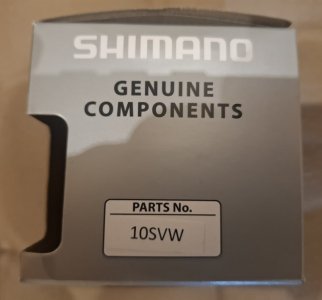 SHIMANO
GENUINE
COMPONENTS
PARTS No.
10SVW